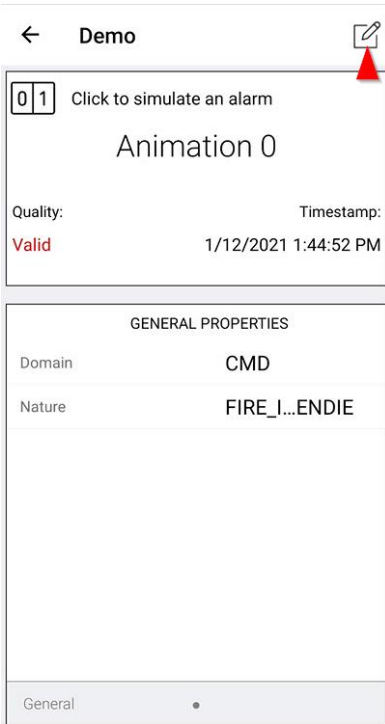 Demo
0 1 Click to simulate an alarm
Animation 0
Quality: Timestamp:
Valid 1/12/2021 1:44:52 PM
GENERAL PROPERTIES
Domain CMD
Nature FIRE_I...ENDIE
General